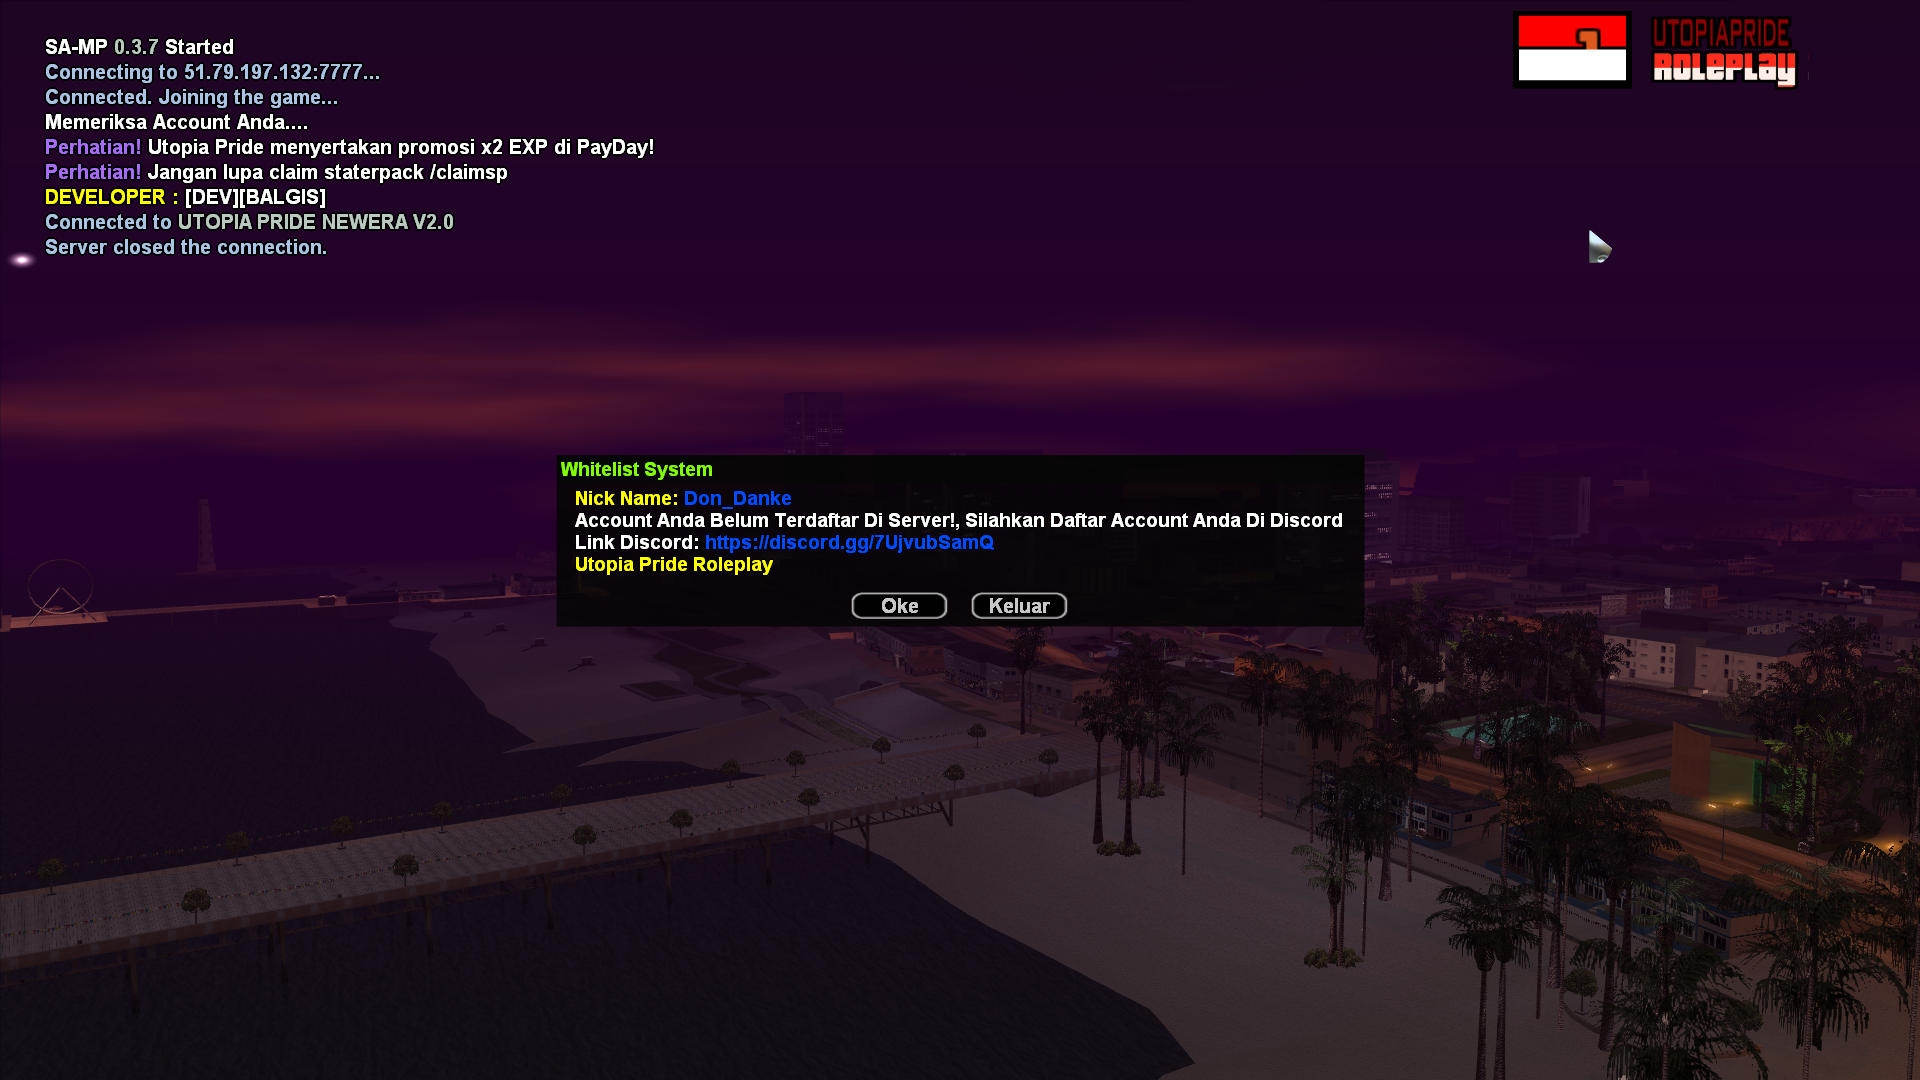 SA-MP 0.3.7 Started
Connecting to 51.79.197.132:7777...
Connected. Joining the game...
Memeriksa Account Anda....
Perhatian! Utopia Pride menyertakan promosi x2 EXP di PayDay!
Perhatian! Jangan lupa claim staterpack /claimsp
DEVELOPER : [DEV][BALGIS]
Connected to UTOPIA PRIDE NEWERA V2.0
Server closed the connection.
1
UTOPIAPRIDE
ROLEPLAY
Whitelist System
Nick Name: Don_Danke
Account Anda Belum Terdaftar Di Server!, Silahkan Daftar Account Anda Di Discord
Link Discord: https://discord.gg/7UjvubSamQ
Utopia Pride Roleplay
Oke
Keluar